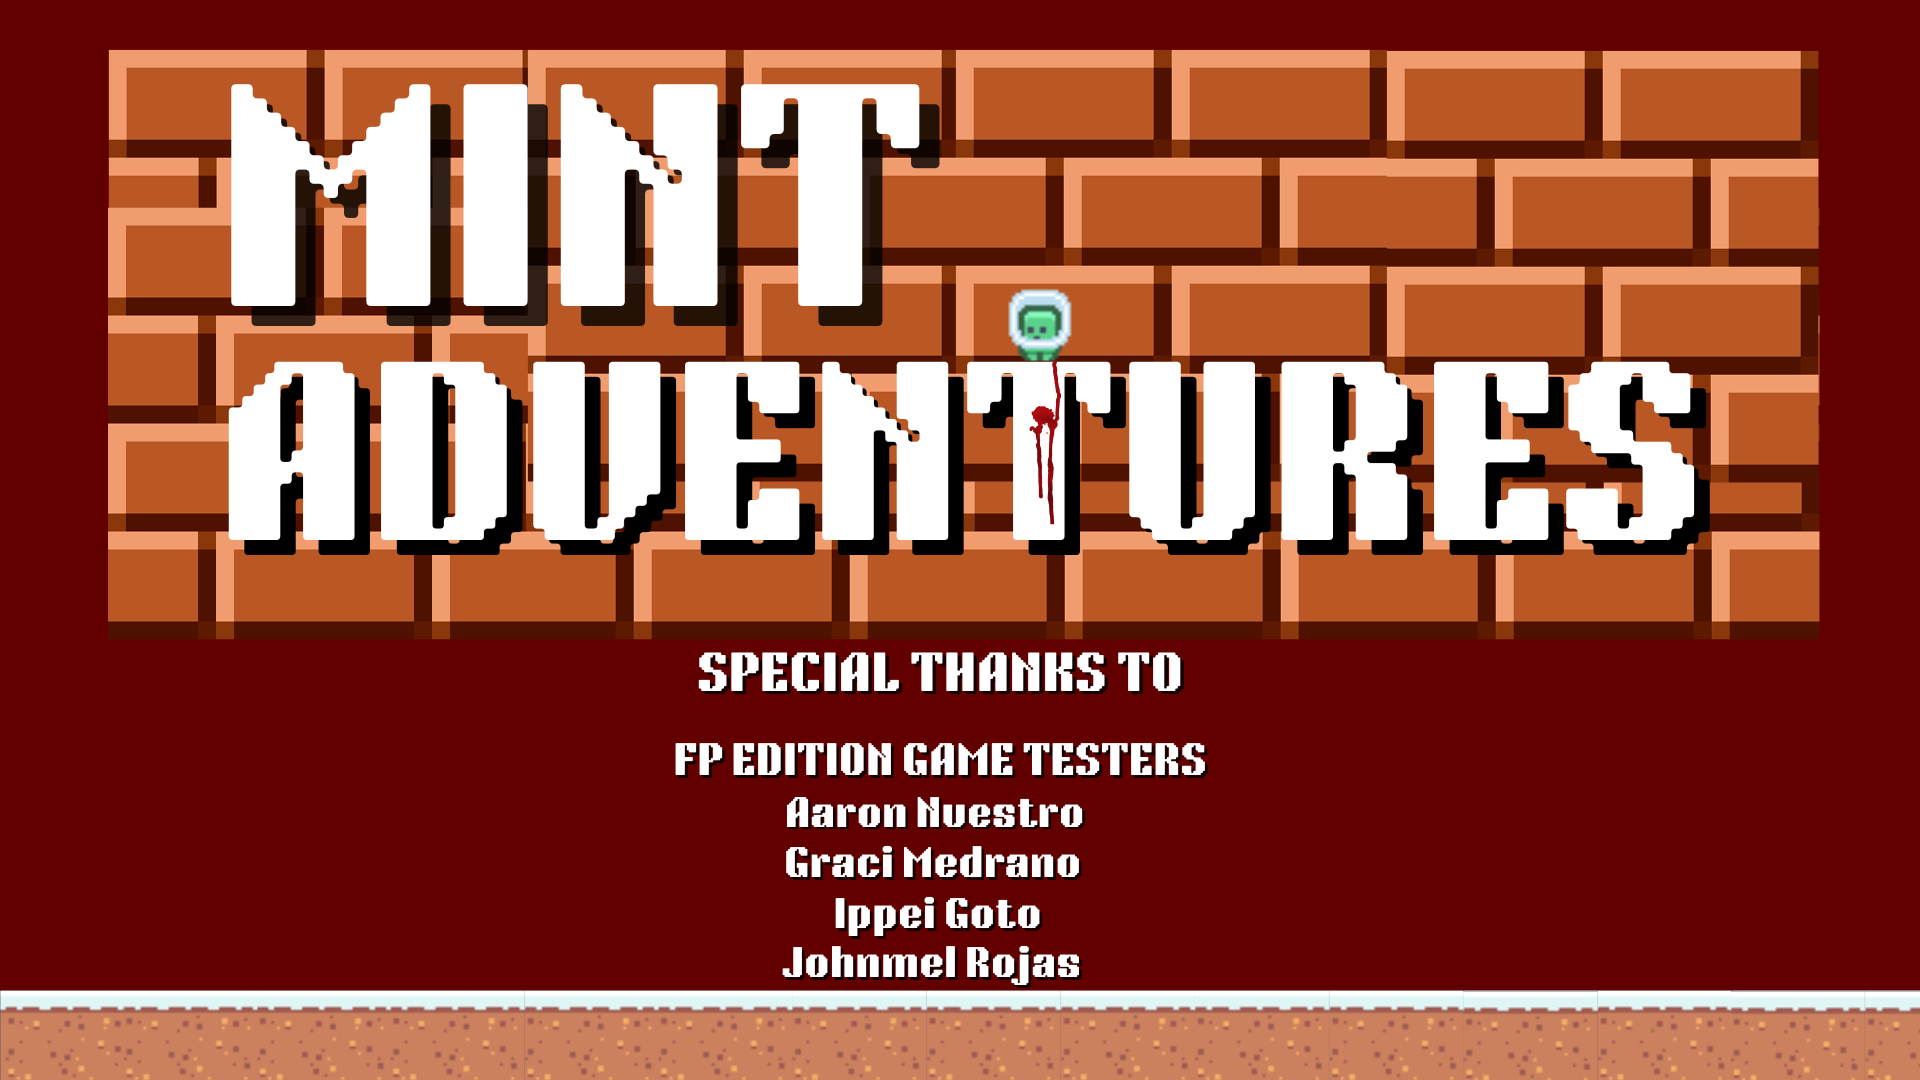 MINT
ADVENTURES
SPECIAL THANKS TO
FP EDITION GAME TESTERS
Aaron Nuestro
Graci Medrano
Ippei Goto
Johnmel Rojas